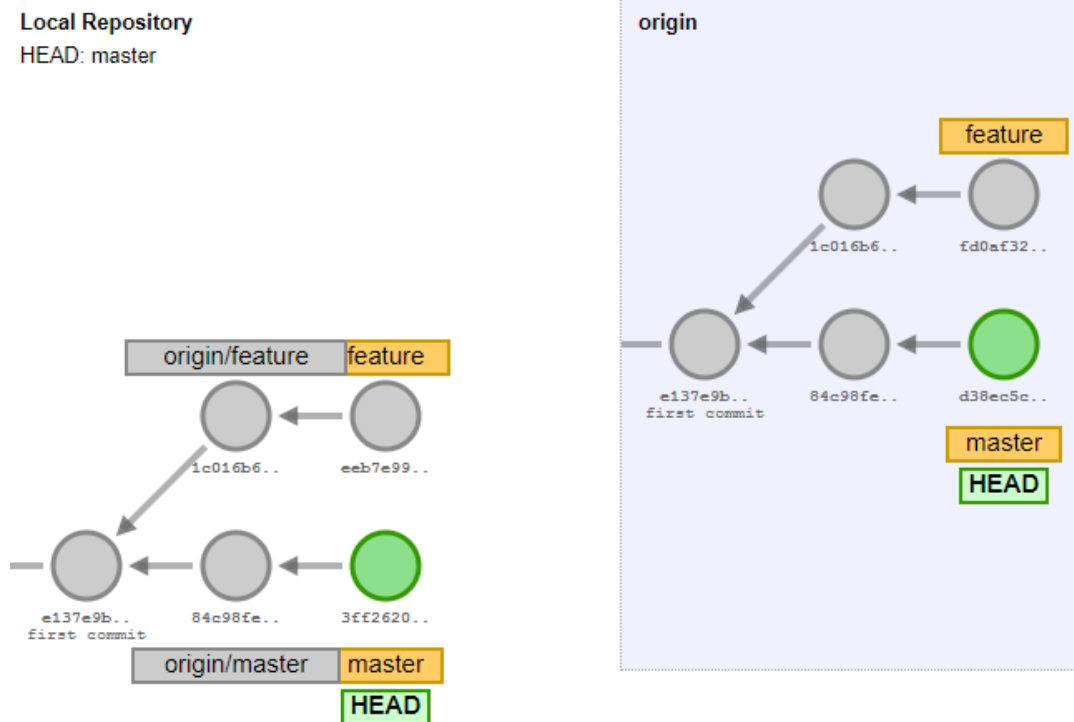 Local Repository
HEAD: master
origin/feature
feature
1c016b6..
eeb7e99..
e137e9b..
first commit
84c98fe..
3ff2620..
origin/master
master
HEAD
origin
feature
1c016b6..
fd0af32..
e137e9b..
first commit
84c98fe..
d38ec5c..
master
HEAD